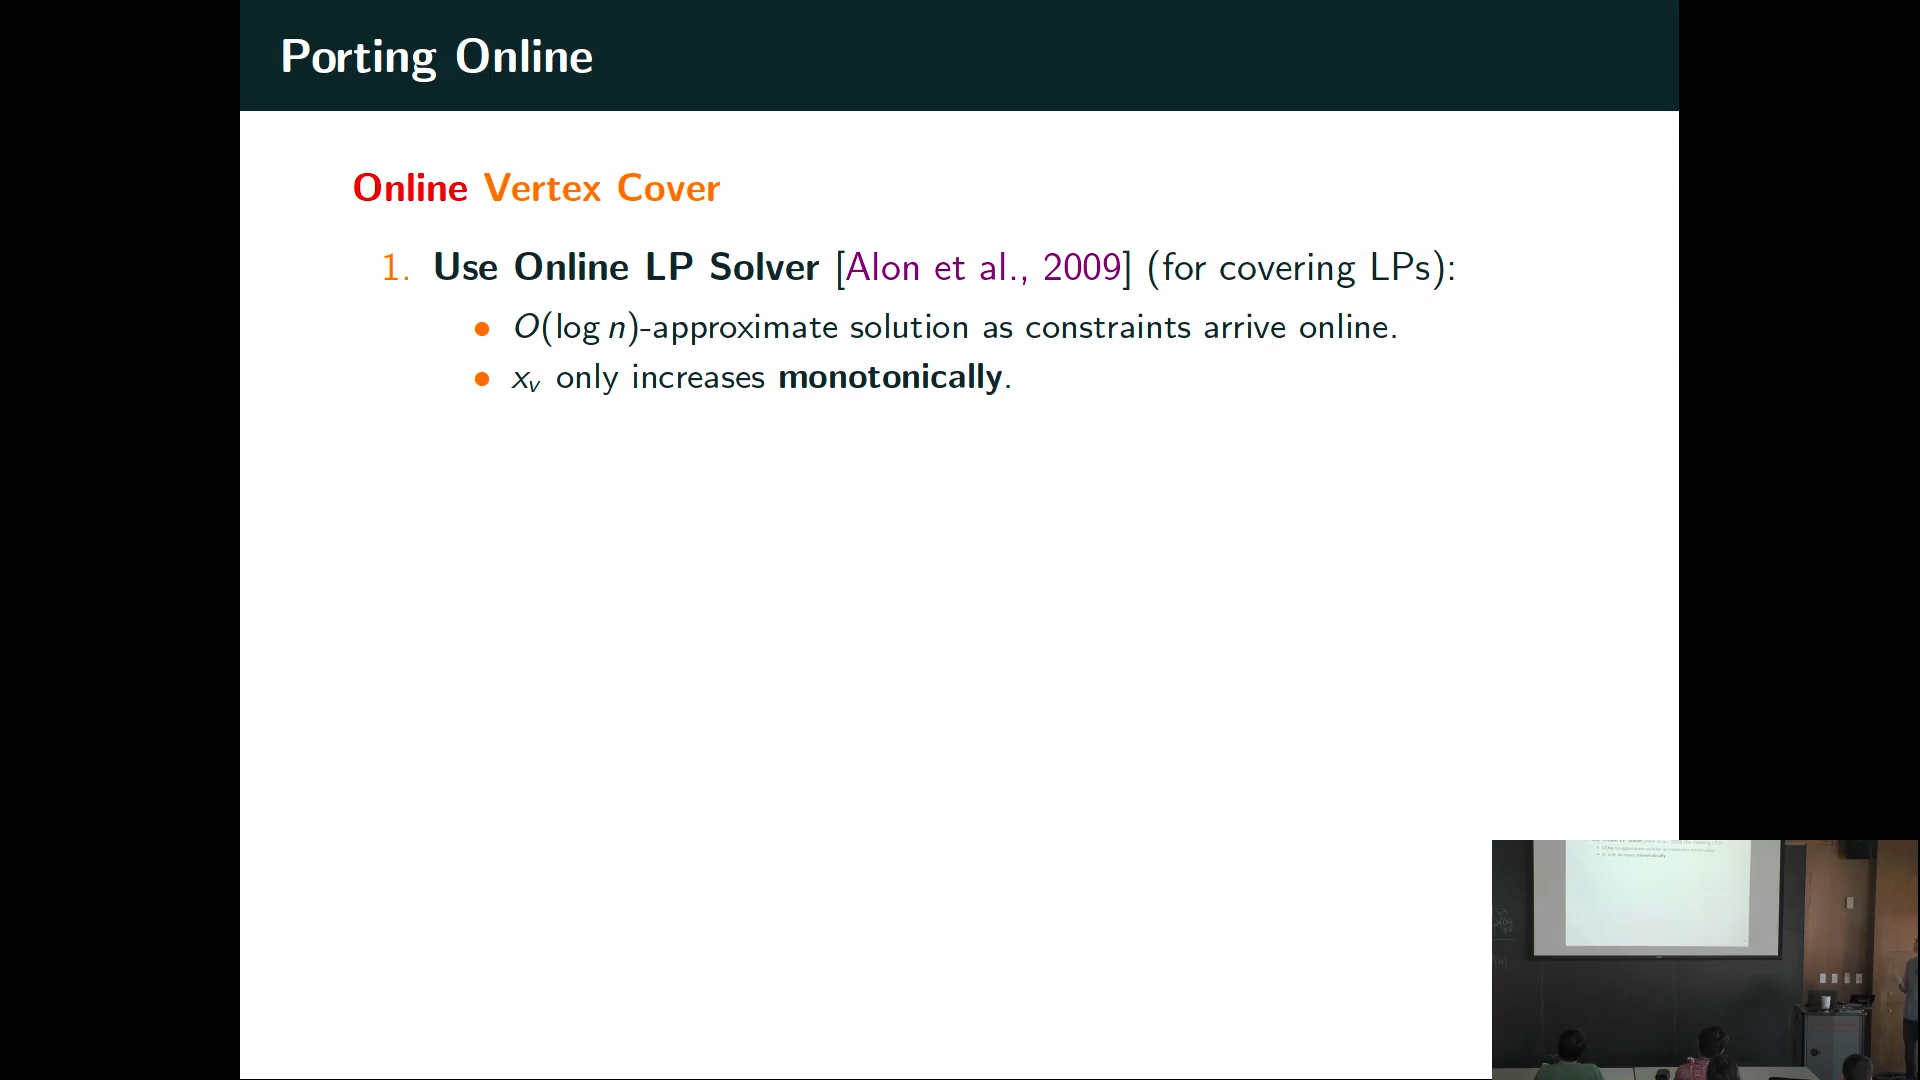 Porting Online
Online Vertex Cover
1. Use Online LP Solver [Alon et al., 2009] (for covering LPs):
• O(log n)-approximate solution as constraints arrive online.
• xᵥ only increases monotonically.